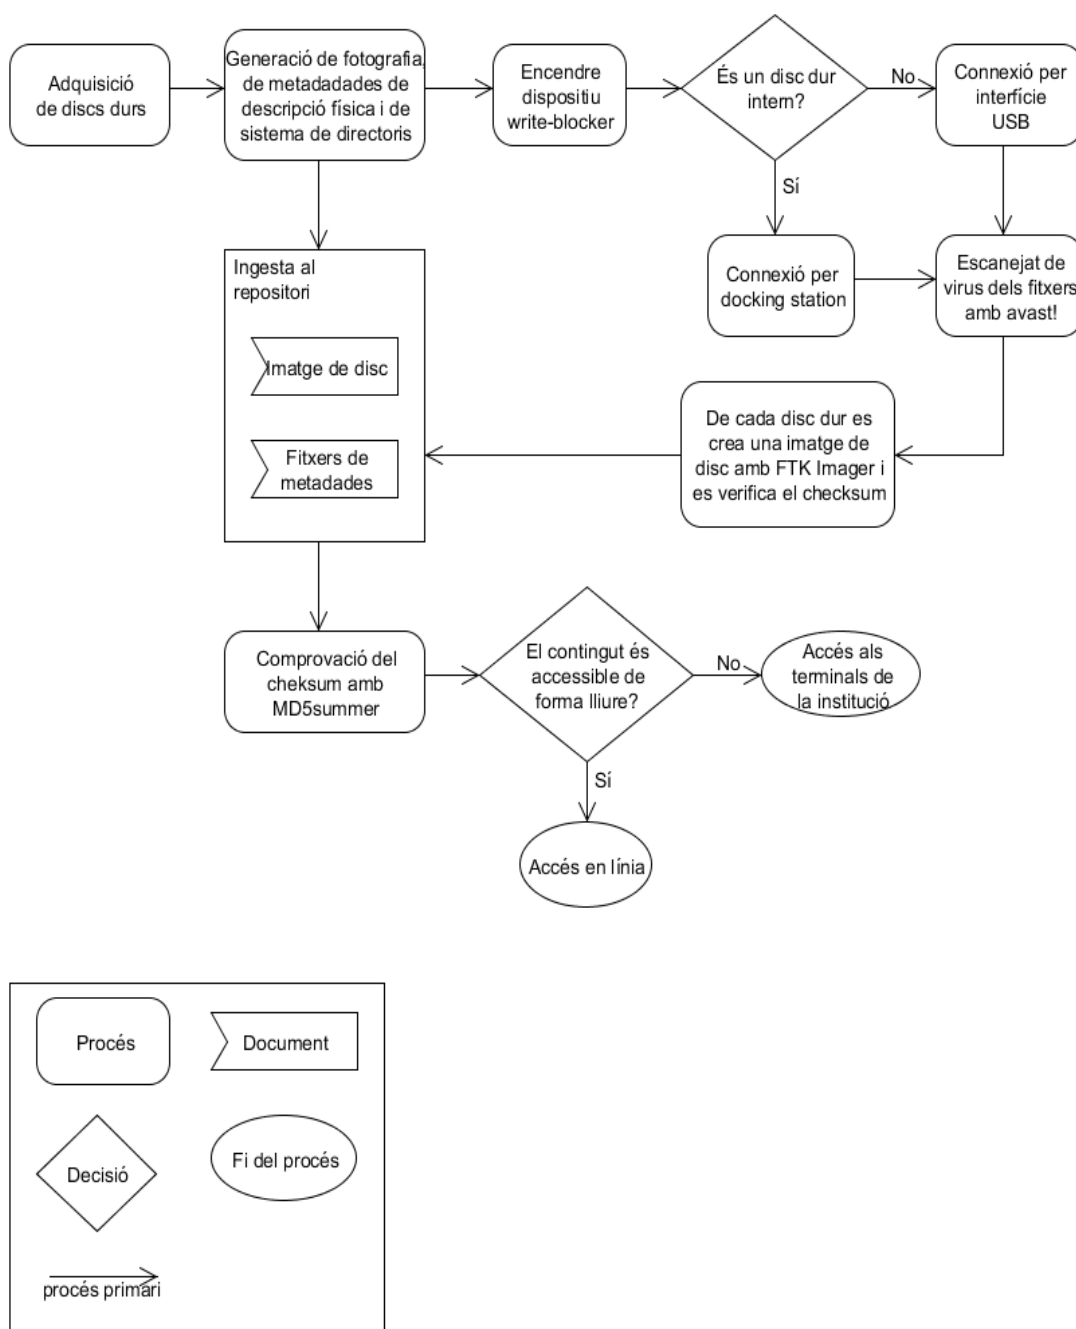 Adquisició
de discs durs
Generació de fotografia,
de metadadades de
descripció física i de
sistema de directoris
Encendre
dispositiu
write-blocker
És un disc dur
intern?
No
Connexió per
interfície
USB
Sí
Connexió per
docking station
Escanejat de
virus dels fitxers
amb avast!
Ingesta al
repositori
Imatge de disc
Fitxers de
metadades
De cada disc dur es
crea una imatge de
disc amb FTK Imager i
es verifica el checksum
Comprovació del
cheksum amb
MD5summer
El contingut és
accessible de
forma lliure?
No
Accés als
terminals de
la institució
Sí
Accés en línia
Procés
Document
Decisió
Fi del procés
procés primari